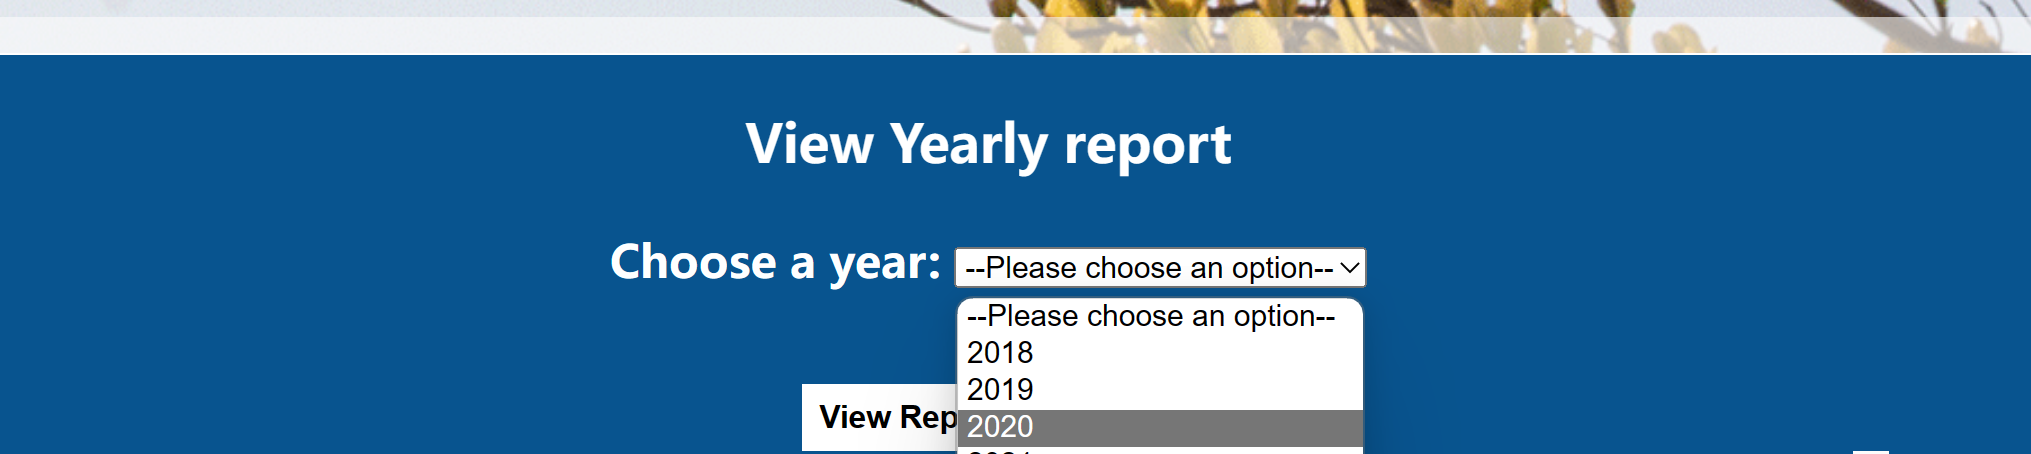 View Yearly report
Choose a year: --Please choose an option--
--Please choose an option--
2018
2019
View Rep
2020